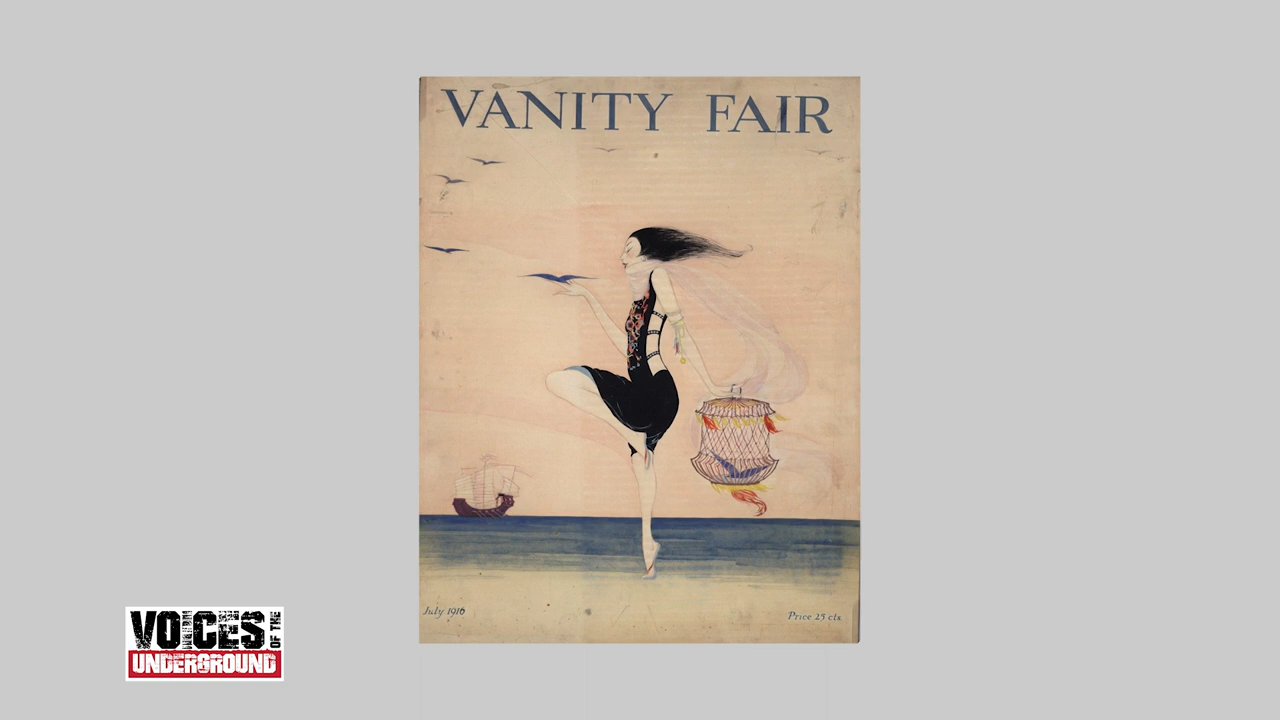 VANITY FAIR
July 1916
Price 25 cts
VOICES OF THE
UNDERGROUND